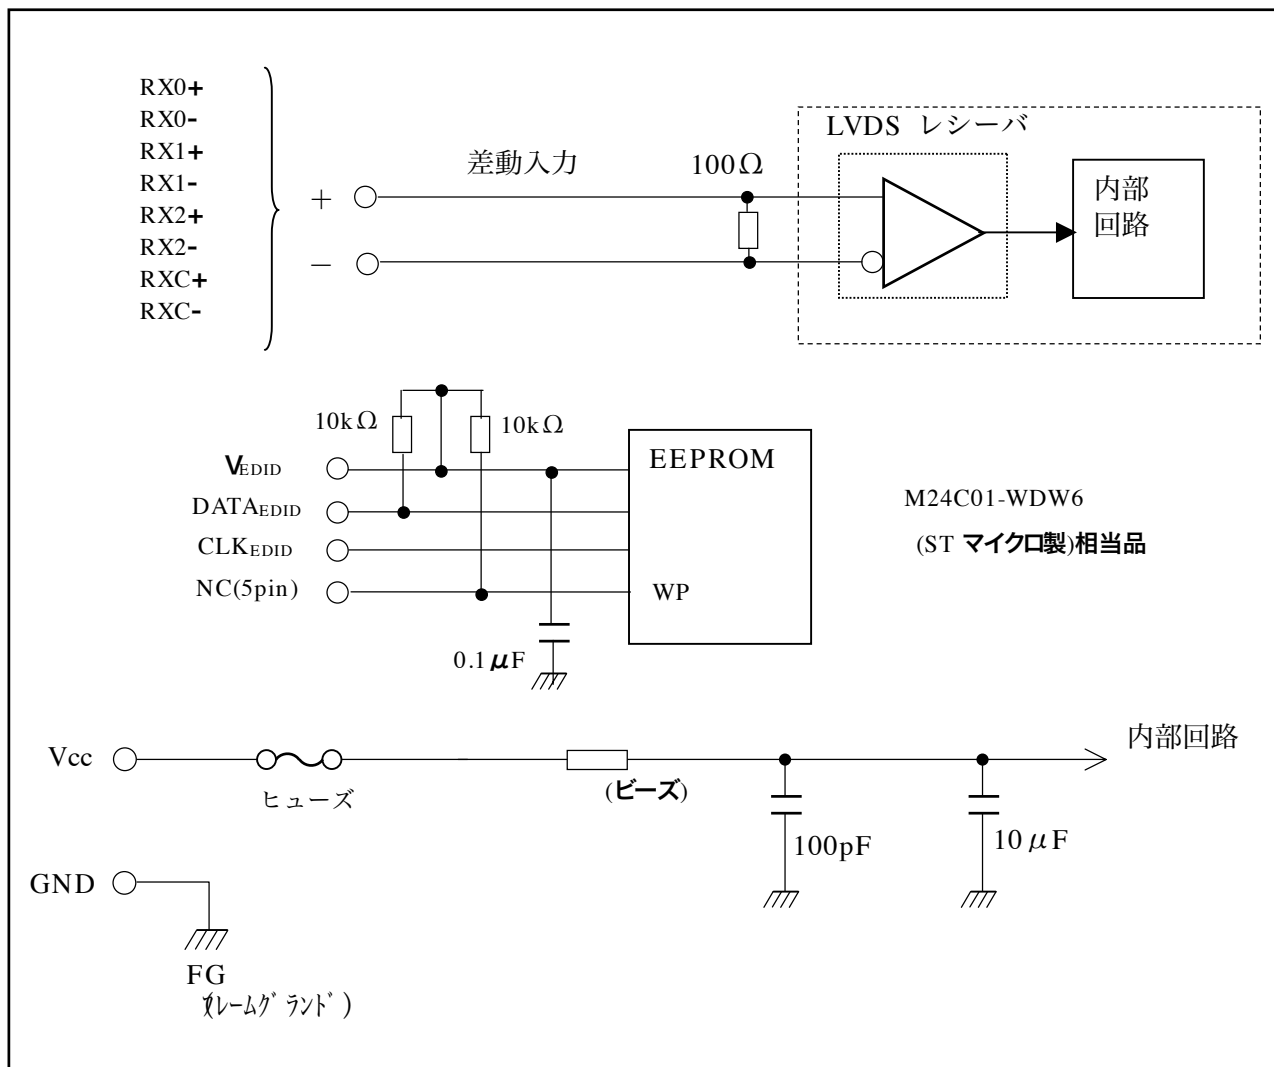 RX0+
RX0-
RX1+
RX1-
RX2+
RX2-
RXC+
RXC-
+
−
差動入力
100Ω
LVDS レシーバ
内部
回路
10kΩ
10kΩ
VEDID
DATAEDID
CLKEDID
NC(5pin)
EEPROM
WP
0.1μF
M24C01-WDW6
(ST マイクロ製)相当品
Vcc
ヒューズ
(ビーズ)
100pF
10μF
内部回路
GND
FG
(フレームグランド)